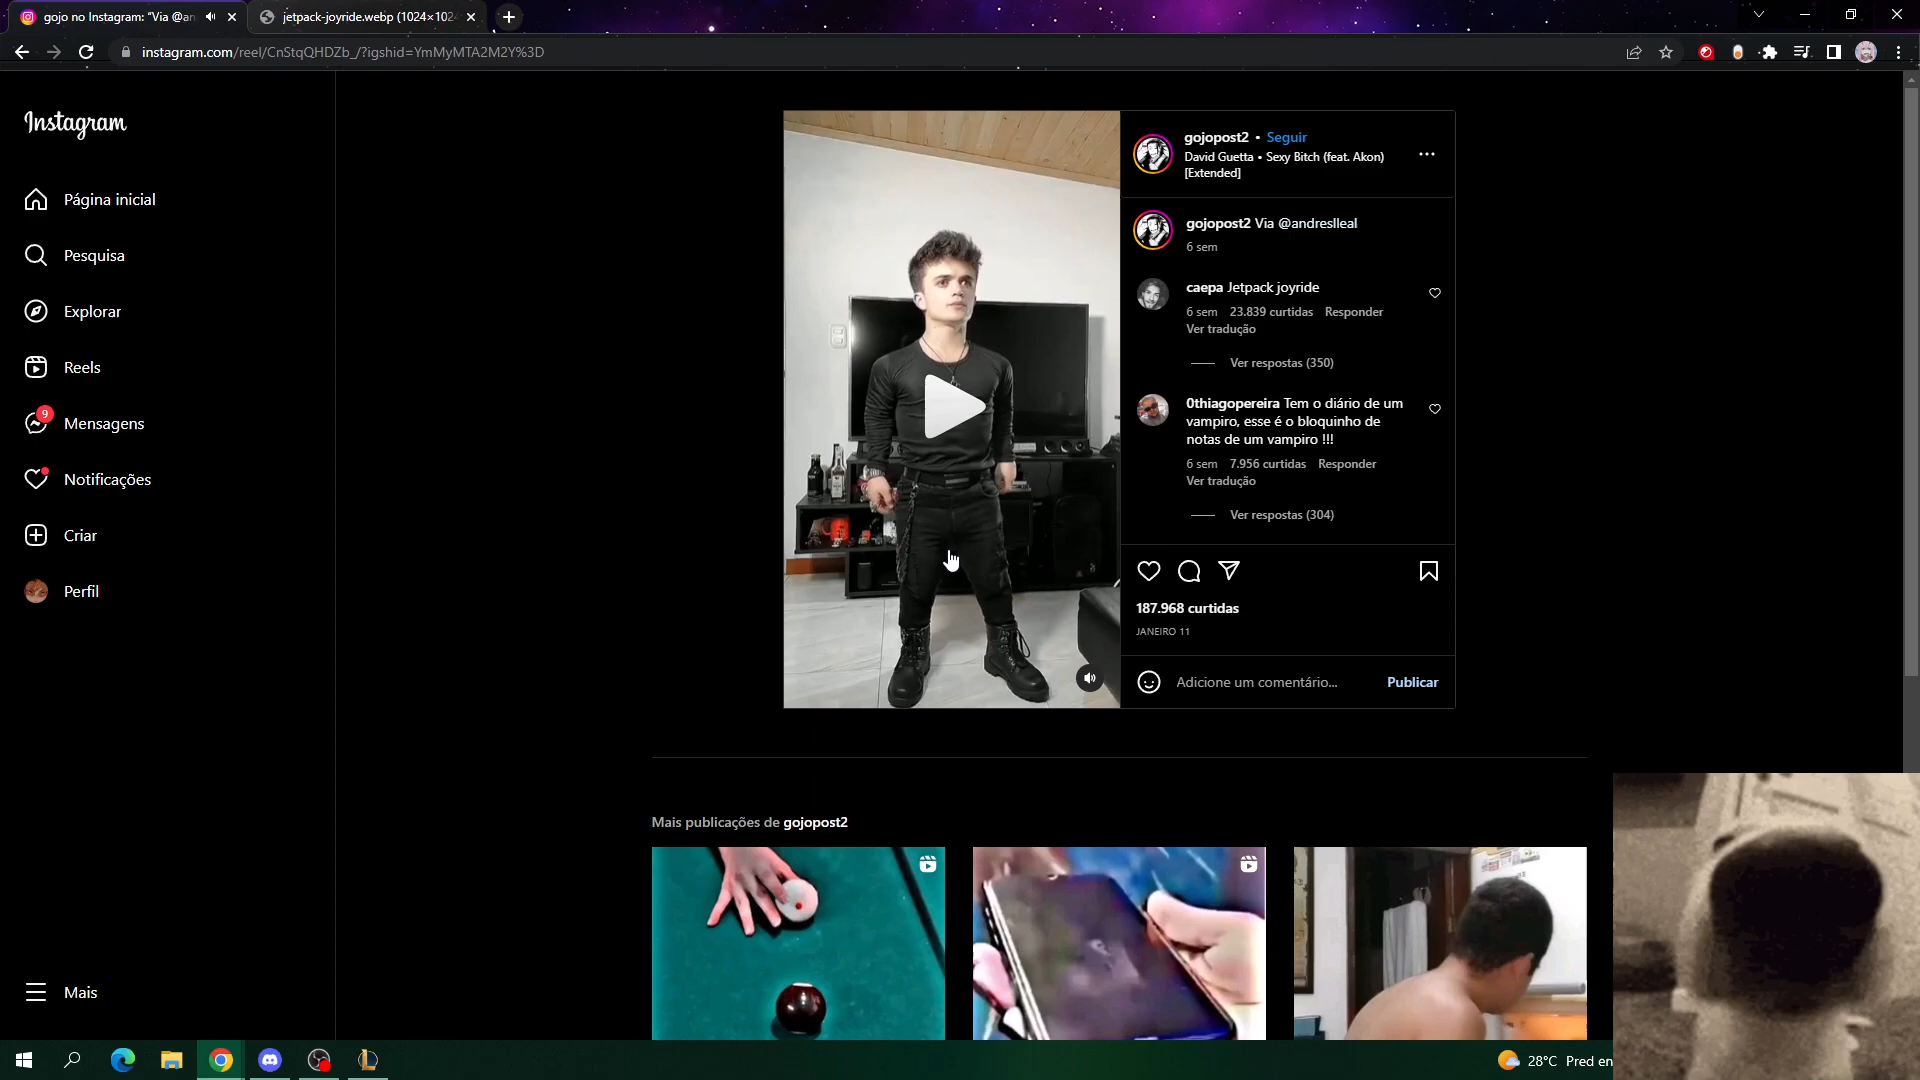 gojo no Instagram: "Via @an
jetpack-joyride.webp (1024×102
instagram.com/reel/CnStqQHDZb_/?igshid=YmMyMTA2M2Y%3D
Instagram
Página inicial
Pesquisa
Explorar
Reels
9
Mensagens
Notificações
Criar
Perfil
Mais
gojopost2 • Seguir
David Guetta • Sexy Bitch (feat. Akon)
[Extended]
gojopost2 Via @andreslleal
6 sem
caepa Jetpack joyride
6 sem 23.839 curtidas Responder
Ver tradução
Ver respostas (350)
0thiagopereira Tem o diário de um
vampiro, esse é o bloquinho de
notas de um vampiro !!!
6 sem 7.956 curtidas Responder
Ver tradução
Ver respostas (304)
187.968 curtidas
JANEIRO 11
Adicione um comentário... Publicar
Mais publicações de gojopost2
28°C Pred en